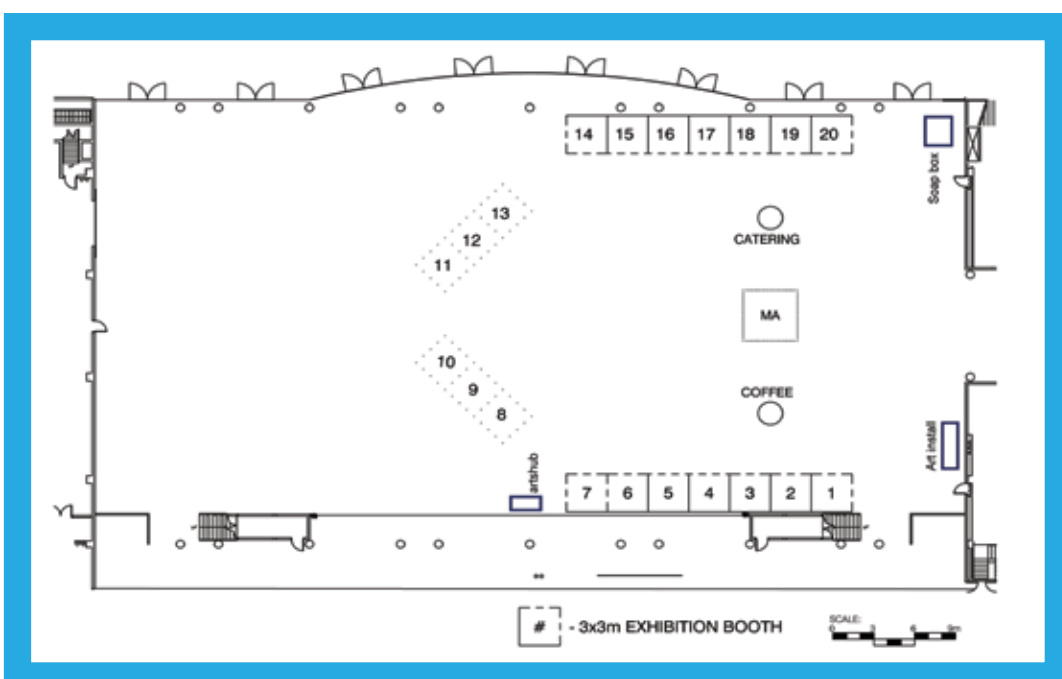 14 15 16 17 18 19 20
Soap box
13
12
11
CATERING
MA
10
9
8
COFFEE
Art install
artshub
7 6 5 4 3 2 1
# - 3x3m EXHIBITION BOOTH
SCALE:
0 3 6 9m